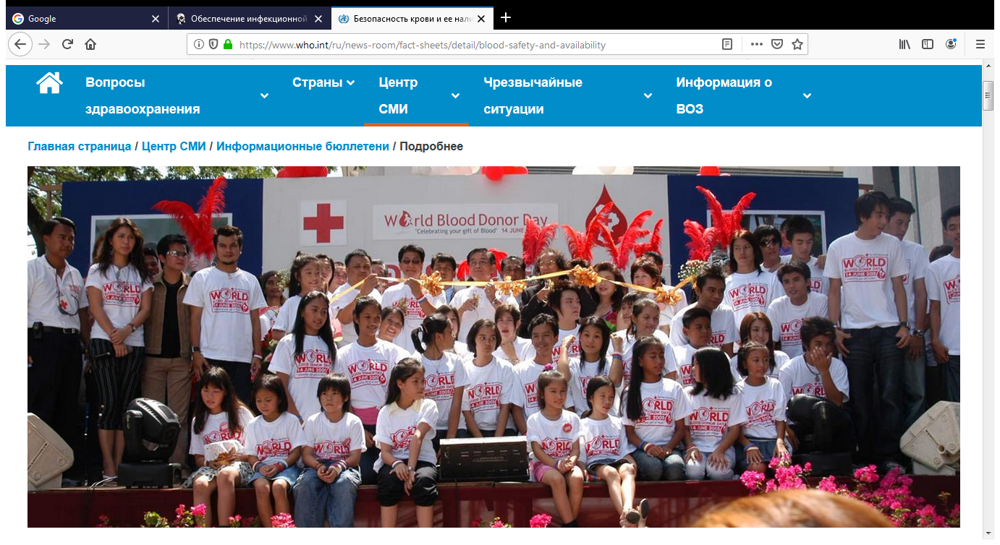 Google
Обеспечение инфекционной
Безопасность крови и ее нали
https://www.who.int/ru/news-room/fact-sheets/detail/blood-safety-and-availability
Вопросы здравоохранения
Страны
Центр СМИ
Чрезвычайные ситуации
Информация о ВОЗ
Главная страница / Центр СМИ / Информационные бюллетени / Подробнее
World Blood Donor Day
"Celebrating your gift of Blood" 14 JUNE
WORLD
BLOOD DONOR DAY
14 JUNE 2005